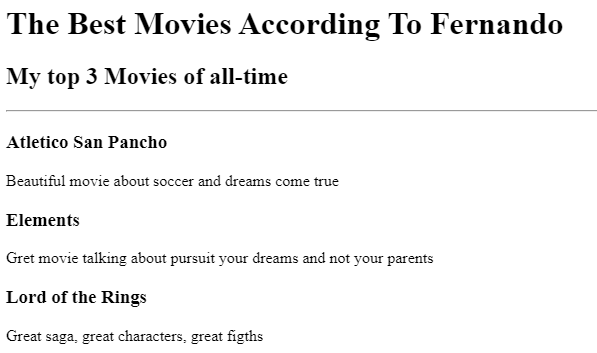 The Best Movies According To Fernando
My top 3 Movies of all-time
Atletico San Pancho
Beautiful movie about soccer and dreams come true
Elements
Gret movie talking about pursuit your dreams and not your parents
Lord of the Rings
Great saga, great characters, great figths